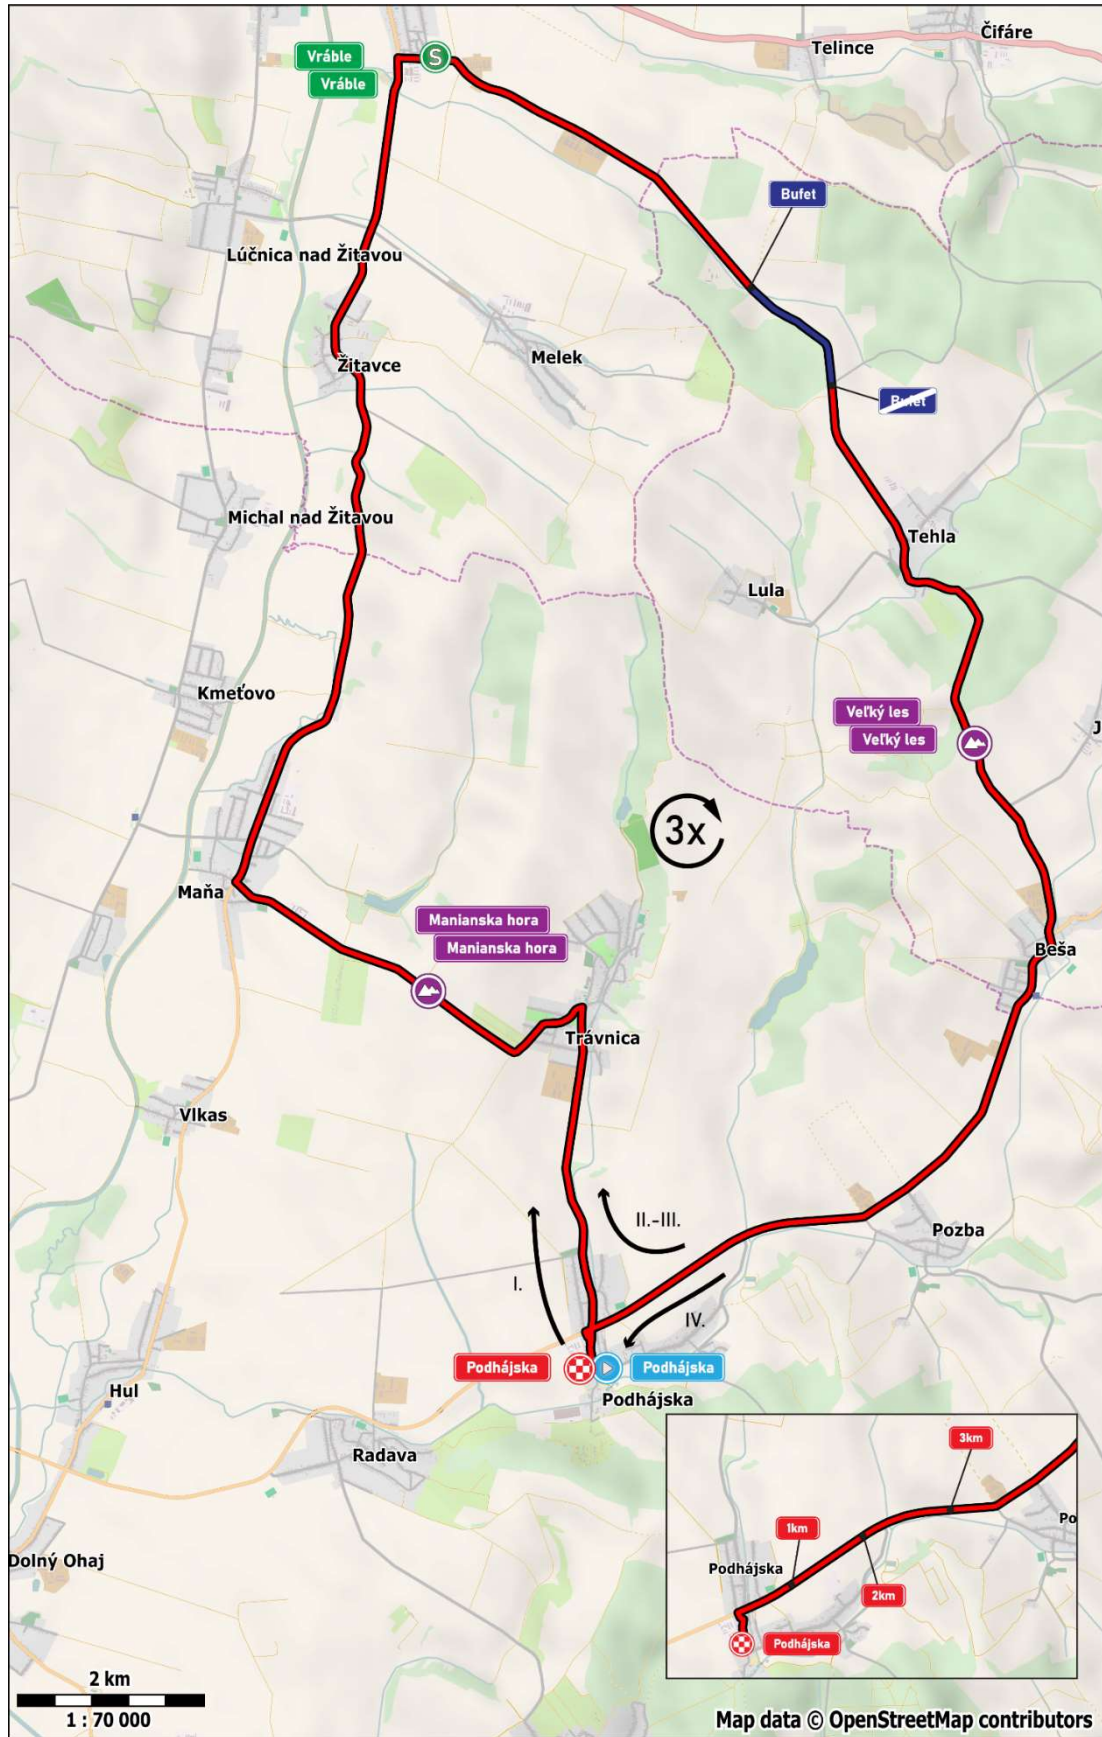 Čifáre
Telince
Vráble
Vráble
S
Bufet
Lúčnica nad Žitavou
Melek
Žitavce
Bufet
Michal nad Žitavou
Tehla
Lula
Kmeťovo
Veľký les
Veľký les
J
3x
Maňa
Manianska hora
Manianska hora
Beša
Trávnica
Vlkas
II.-III.
Pozba
I.
IV.
Podhájska
Podhájska
Hul
Podhájska
Radava
3km
Po
1km
Podhájska
2km
Podhájska
Dolný Ohaj
2 km
1 : 70 000
Map data © OpenStreetMap contributors